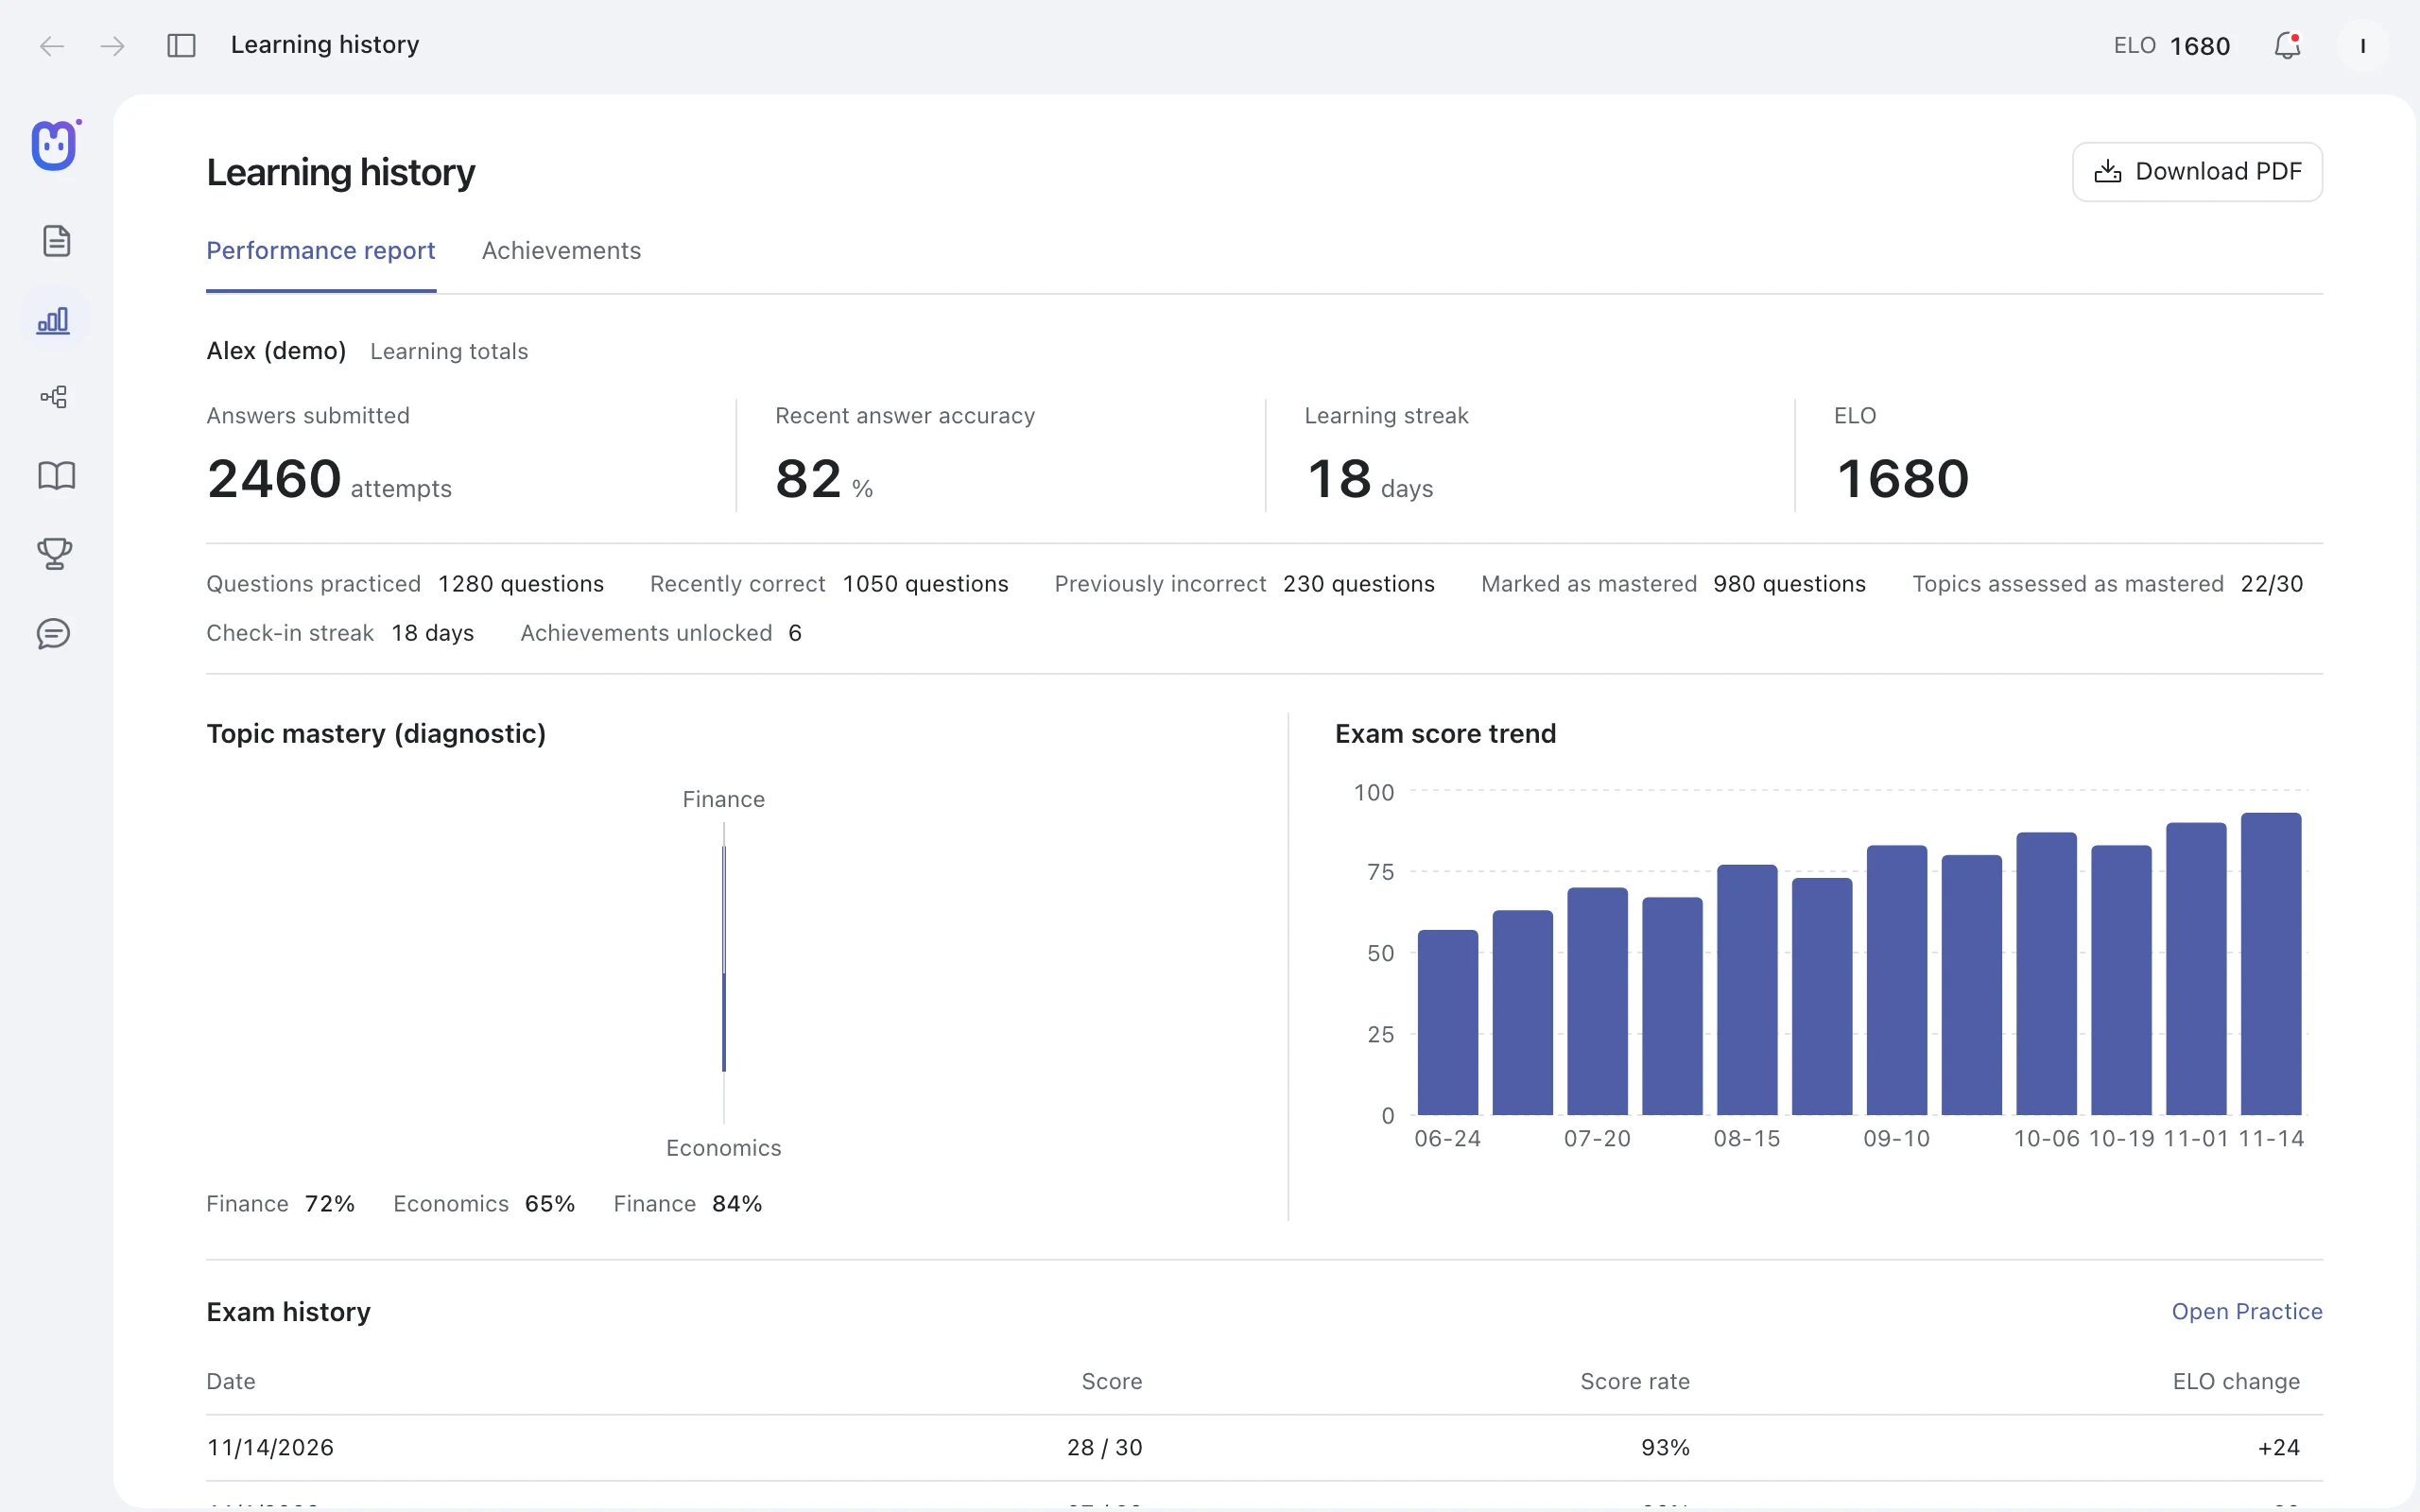 Learning history
ELO 1680
I
Learning history
Download PDF
Performance report Achievements
Alex (demo) Learning totals
Answers submitted Recent answer accuracy Learning streak ELO
2460 attempts 82 % 18 days 1680
Questions practiced 1280 questions Recently correct 1050 questions Previously incorrect 230 questions Marked as mastered 980 questions Topics assessed as mastered 22/30
Check-in streak 18 days Achievements unlocked 6
Topic mastery (diagnostic)
Finance
Economics
Finance 72% Economics 65% Finance 84%
Exam score trend
100
75
50
25
0
06-24 07-20 08-15 09-10 10-06 10-19 11-01 11-14
Exam history
Open Practice
Date Score Score rate ELO change
11/14/2026 28 / 30 93% +24